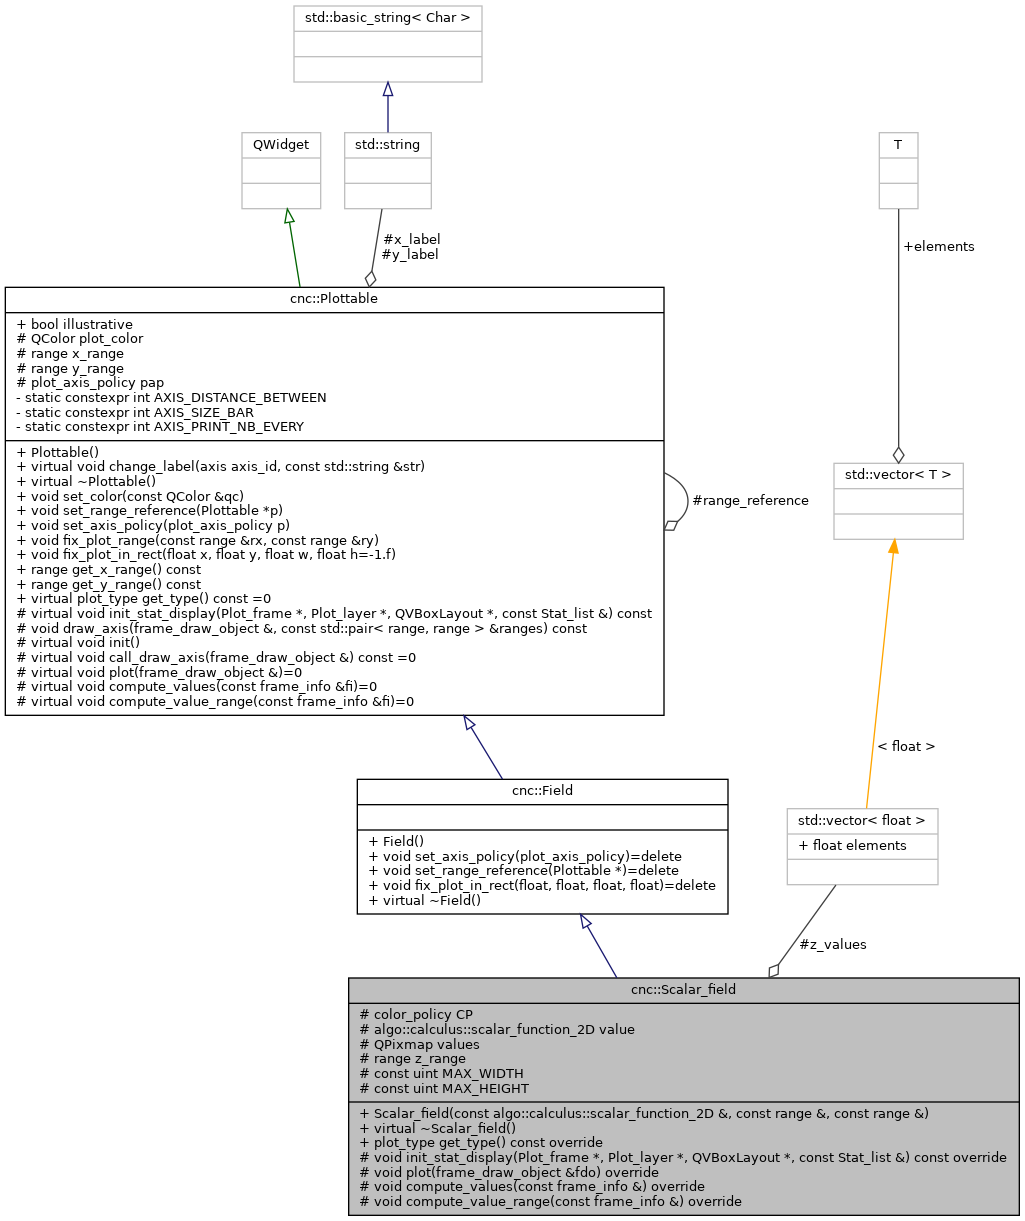 std::basic_string< Char >
QWidget
std::string
T
#x_label
#y_label
+elements
cnc::Plottable
+ bool illustrative
# QColor plot_color
# range x_range
# range y_range
# plot_axis_policy pap
- static constexpr int AXIS_DISTANCE_BETWEEN
- static constexpr int AXIS_SIZE_BAR
- static constexpr int AXIS_PRINT_NB_EVERY
+ Plottable()
+ virtual void change_label(axis axis_id, const std::string &str)
+ virtual ~Plottable()
+ void set_color(const QColor &qc)
+ void set_range_reference(Plottable *p)
+ void set_axis_policy(plot_axis_policy p)
+ void fix_plot_range(const range &rx, const range &ry)
+ void fix_plot_in_rect(float x, float y, float w, float h=-1.f)
+ range get_x_range() const
+ range get_y_range() const
+ virtual plot_type get_type() const =0
# virtual void init_stat_display(Plot_frame *, Plot_layer *, QVBoxLayout *, const Stat_list &) const
# void draw_axis(frame_draw_object &, const std::pair< range, range > &ranges) const
# virtual void init()
# virtual void call_draw_axis(frame_draw_object &) const =0
# virtual void plot(frame_draw_object &)=0
# virtual void compute_values(const frame_info &fi)=0
# virtual void compute_value_range(const frame_info &fi)=0
#range_reference
std::vector< T >
< float >
cnc::Field
+ Field()
+ void set_axis_policy(plot_axis_policy)=delete
+ void set_range_reference(Plottable *)=delete
+ void fix_plot_in_rect(float, float, float, float)=delete
+ virtual ~Field()
std::vector< float >
+ float elements
#z_values
cnc::Scalar_field
# color_policy CP
# algo::calculus::scalar_function_2D value
# QPixmap values
# range z_range
# const uint MAX_WIDTH
# const uint MAX_HEIGHT
+ Scalar_field(const algo::calculus::scalar_function_2D &, const range &, const range &)
+ virtual ~Scalar_field()
+ plot_type get_type() const override
# void init_stat_display(Plot_frame *, Plot_layer *, QVBoxLayout *, const Stat_list &) const override
# void plot(frame_draw_object &fdo) override
# void compute_values(const frame_info &) override
# void compute_value_range(const frame_info &) override